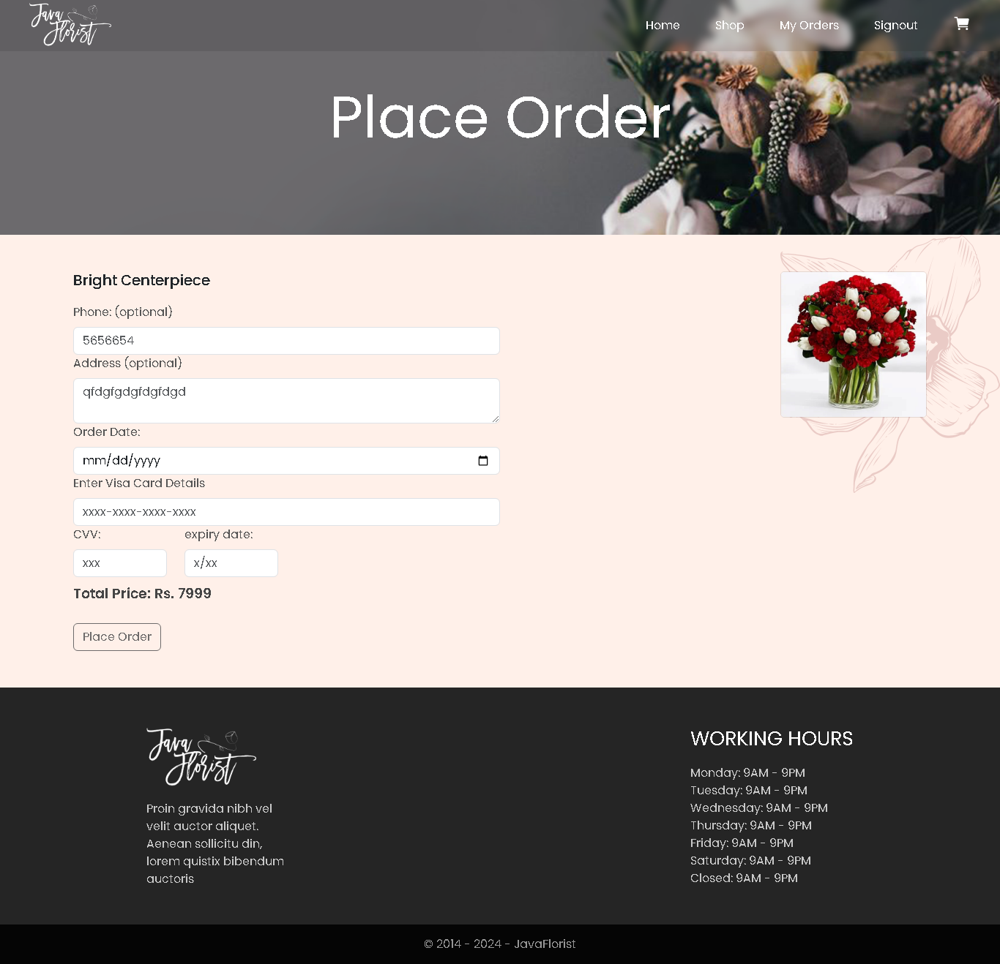 Java
Florist
Home
Shop
My Orders
Signout
Place Order
Bright Centerpiece
Phone: (optional)
5656654
Address (optional)
qfdgfgdgfdgfdgd
Order Date:
mm/dd/yyyy
Enter Visa Card Details
xxxx-xxxx-xxxx-xxxx
CVV:
expiry date:
xxx
x/xx
Total Price: Rs. 7999
Place Order
Java
Florist
Proin gravida nibh vel
velit auctor aliquet.
Aenean sollicitu din,
lorem quistix bibendum
auctoris
WORKING HOURS
Monday: 9AM - 9PM
Tuesday: 9AM - 9PM
Wednesday: 9AM - 9PM
Thursday: 9AM - 9PM
Friday: 9AM - 9PM
Saturday: 9AM - 9PM
Closed: 9AM - 9PM
© 2014 - 2024 - JavaFlorist